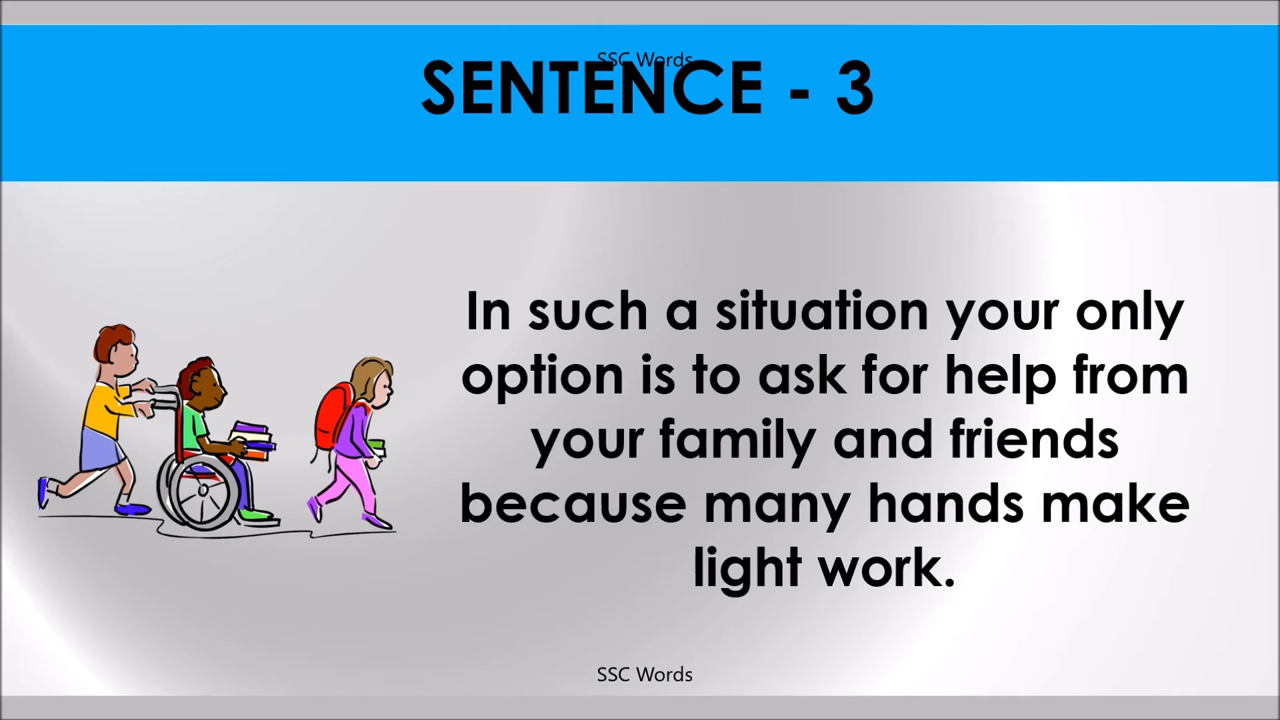 SSC Words
SENTENCE - 3
In such a situation your only
option is to ask for help from
your family and friends
because many hands make
light work.
SSC Words